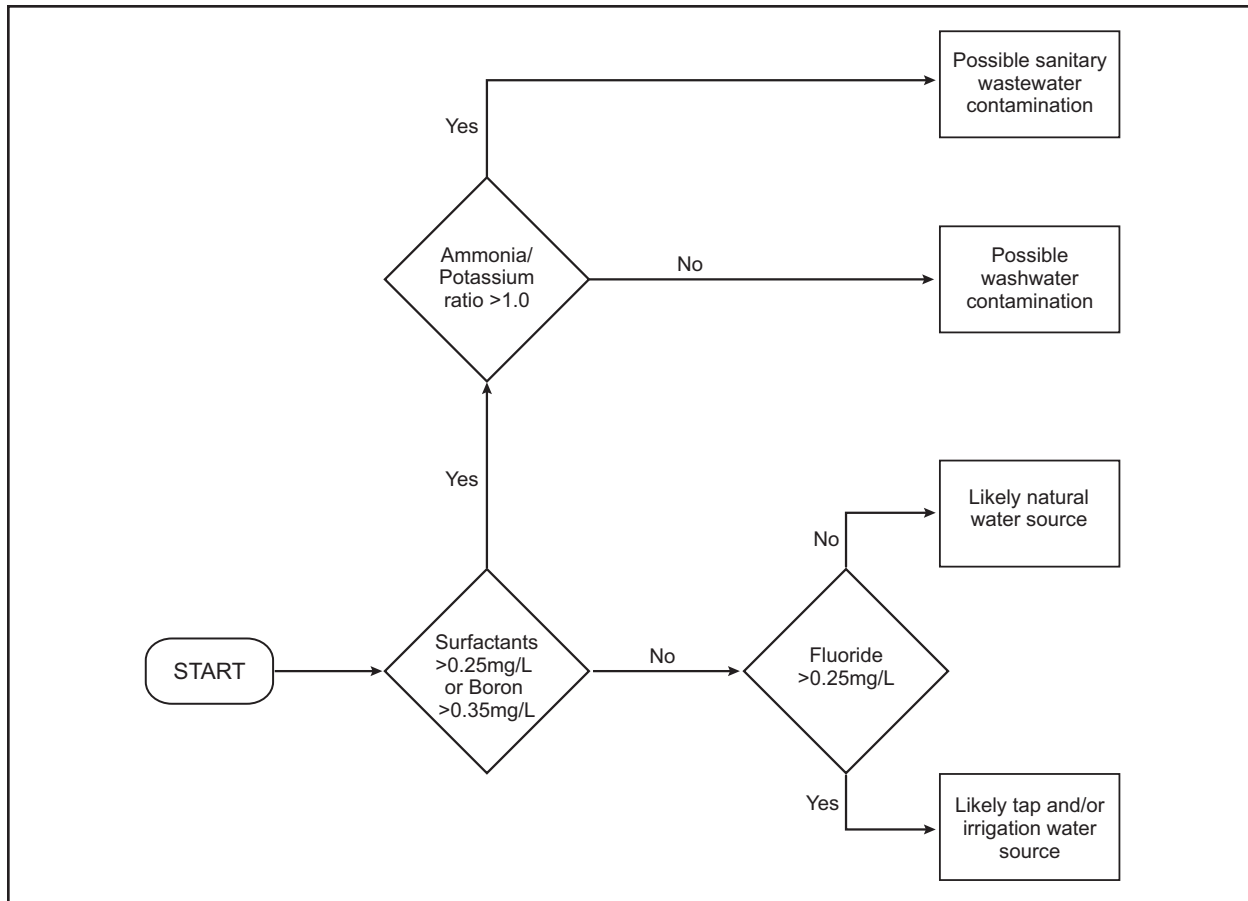 Possible sanitary
wastewater
contamination
Yes
Ammonia/
Potassium
ratio >1.0
No
Possible
washwater
contamination
Yes
Likely natural
water source
No
START
Surfactants
>0.25mg/L
or Boron
>0.35mg/L
No
Fluoride
>0.25mg/L
Yes
Likely tap and/or
irrigation water
source